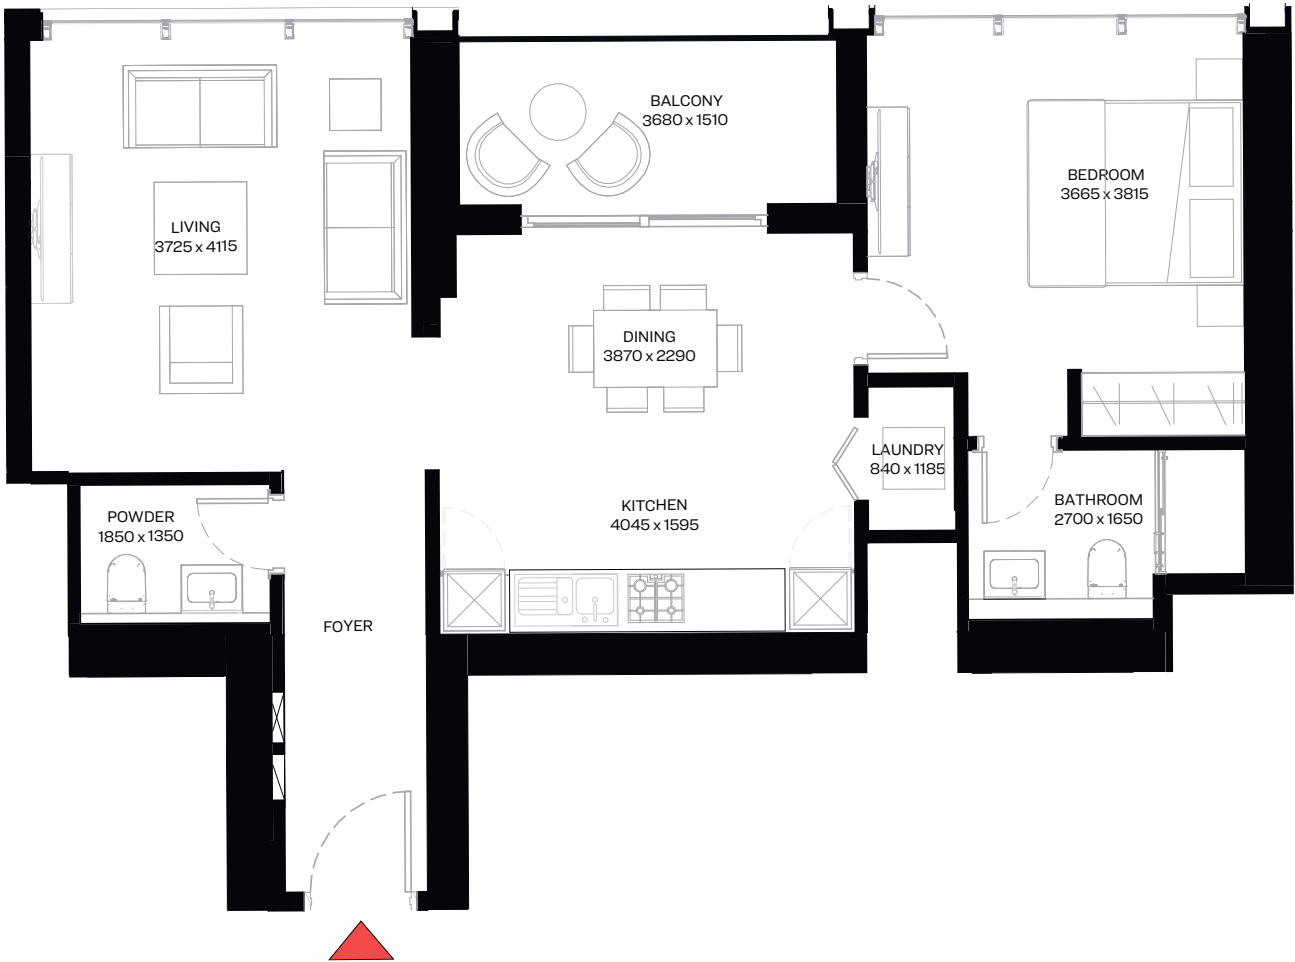 BALCONY
3680 x 1510
BEDROOM
3665 x 3815
LIVING
3725 x 4115
DINING
3870 x 2290
LAUNDRY
840 x 1185
KITCHEN
4045 x 1595
BATHROOM
2700 x 1650
POWDER
1850 x 1350
FOYER